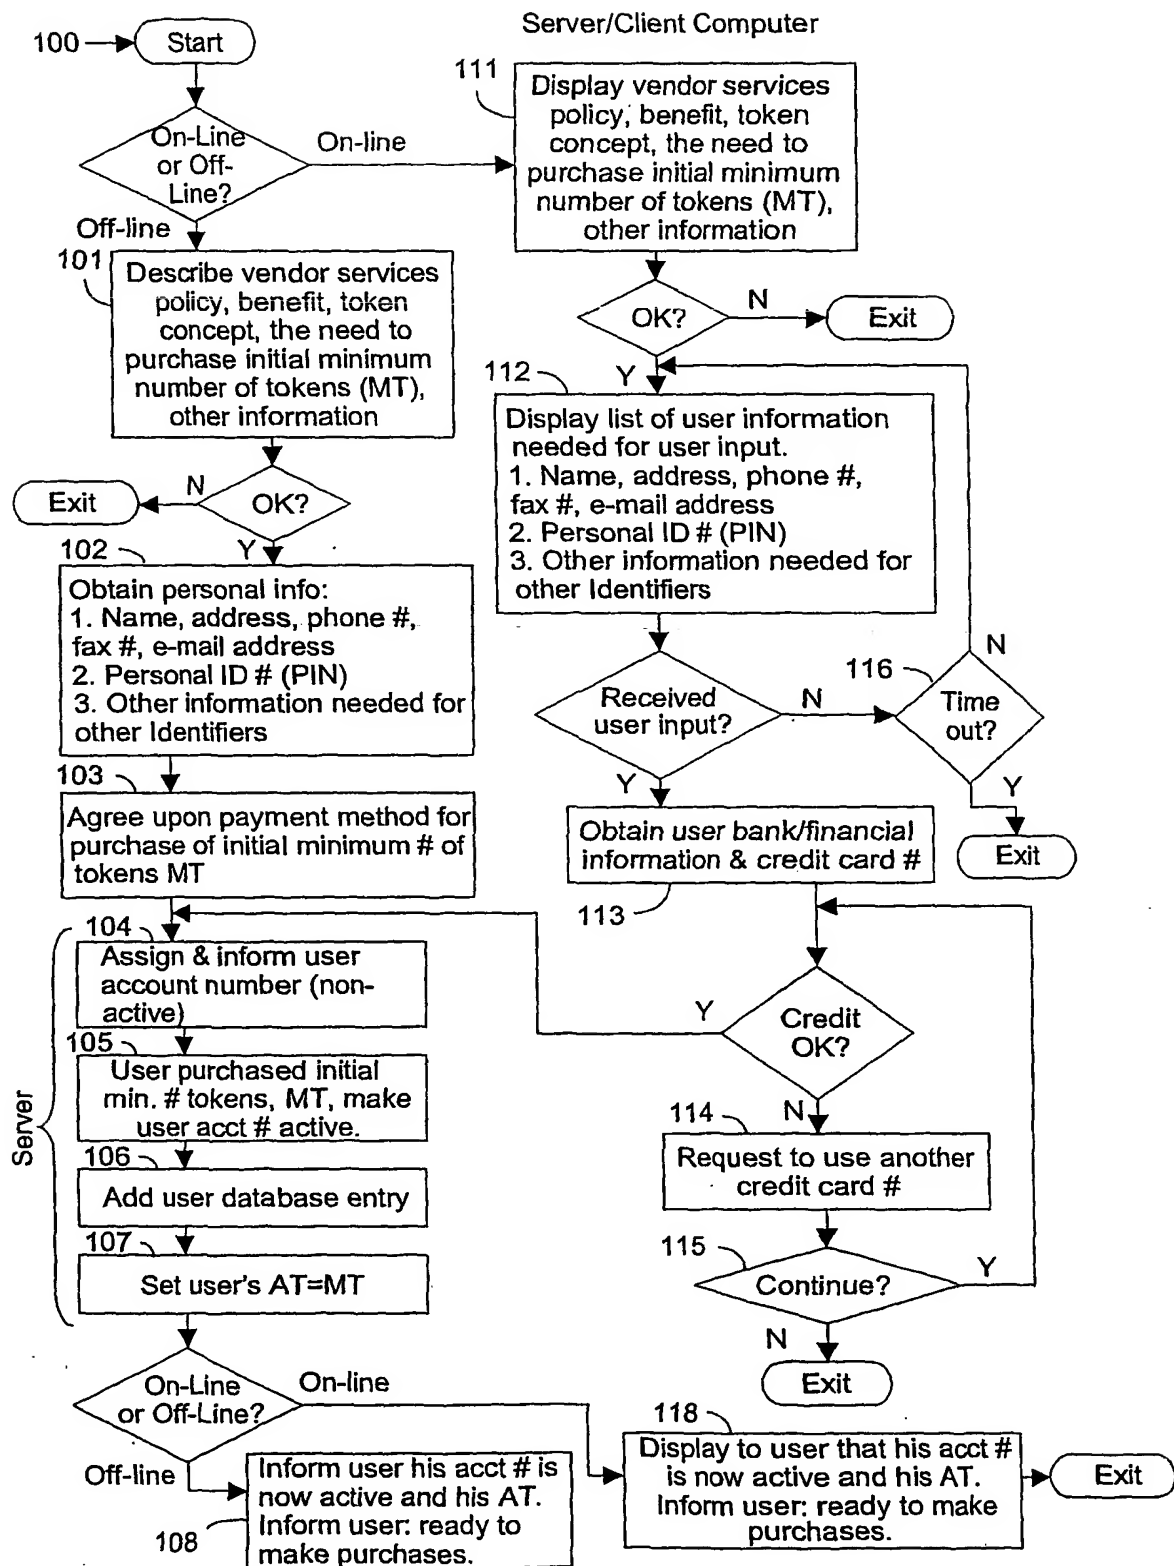 Server/Client Computer
100
Start
On-Line
or Off-
Line?
On-line
Off-line
111
Display vendor services
policy, benefit, token
concept, the need to
purchase initial minimum
number of tokens (MT),
other information
101
Describe vendor services
policy, benefit, token
concept, the need to
purchase initial minimum
number of tokens (MT),
other information
OK?
N
Exit
Y
OK?
N
Exit
Y
112
Display list of user information
needed for user input.
1. Name, address, phone #,
fax #, e-mail address
2. Personal ID # (PIN)
3. Other information needed for
other Identifiers
102
Obtain personal info:
1. Name, address, phone #,
fax #, e-mail address
2. Personal ID # (PIN)
3. Other information needed for
other Identifiers
Received
user input?
N
Y
116
Time
out?
N
Y
Exit
103
Agree upon payment method for
purchase of initial minimum # of
tokens MT
Obtain user bank/financial
information & credit card #
113
Server
104
Assign & inform user
account number (non-
active)
105
User purchased initial
min. # tokens, MT, make
user acct # active.
106
Add user database entry
107
Set user's AT=MT
Credit
OK?
Y
N
114
Request to use another
credit card #
115
Continue?
Y
N
Exit
On-Line
or Off-Line?
On-line
Off-line
108
Inform user his acct # is
now active and his AT.
Inform user: ready to
make purchases.
118
Display to user that his acct #
is now active and his AT.
Inform user: ready to make
purchases.
Exit